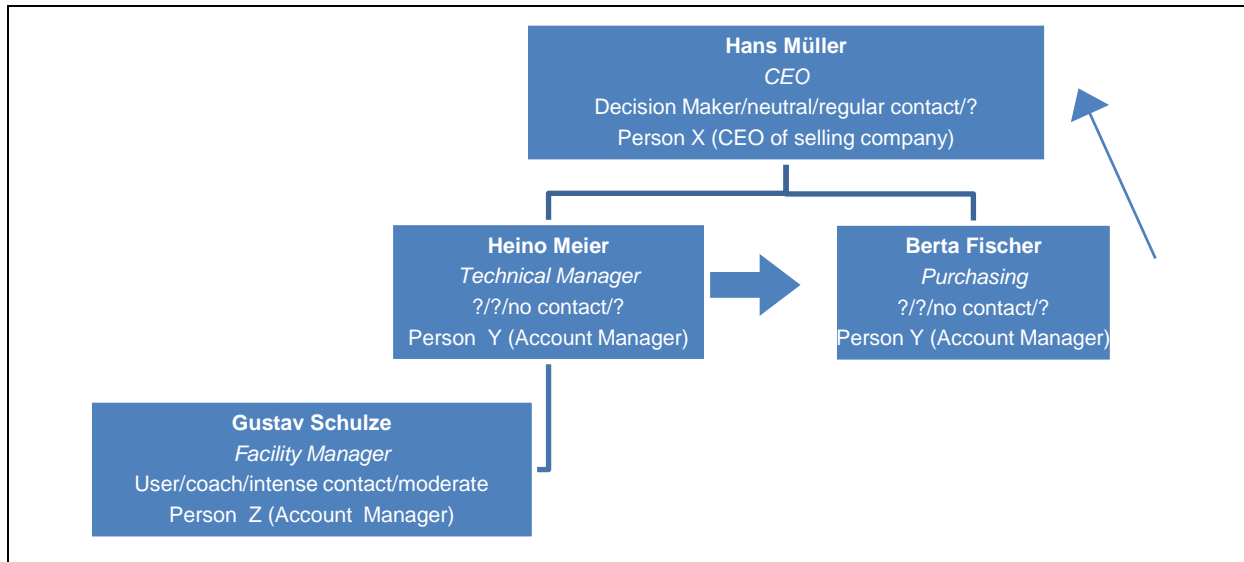 Hans Müller
CEO
Decision Maker/neutral/regular contact/?
Person X (CEO of selling company)
Heino Meier
Technical Manager
?/?/no contact/?
Person Y (Account Manager)
Berta Fischer
Purchasing
?/?/no contact/?
Person Y (Account Manager)
Gustav Schulze
Facility Manager
User/coach/intense contact/moderate
Person Z (Account Manager)